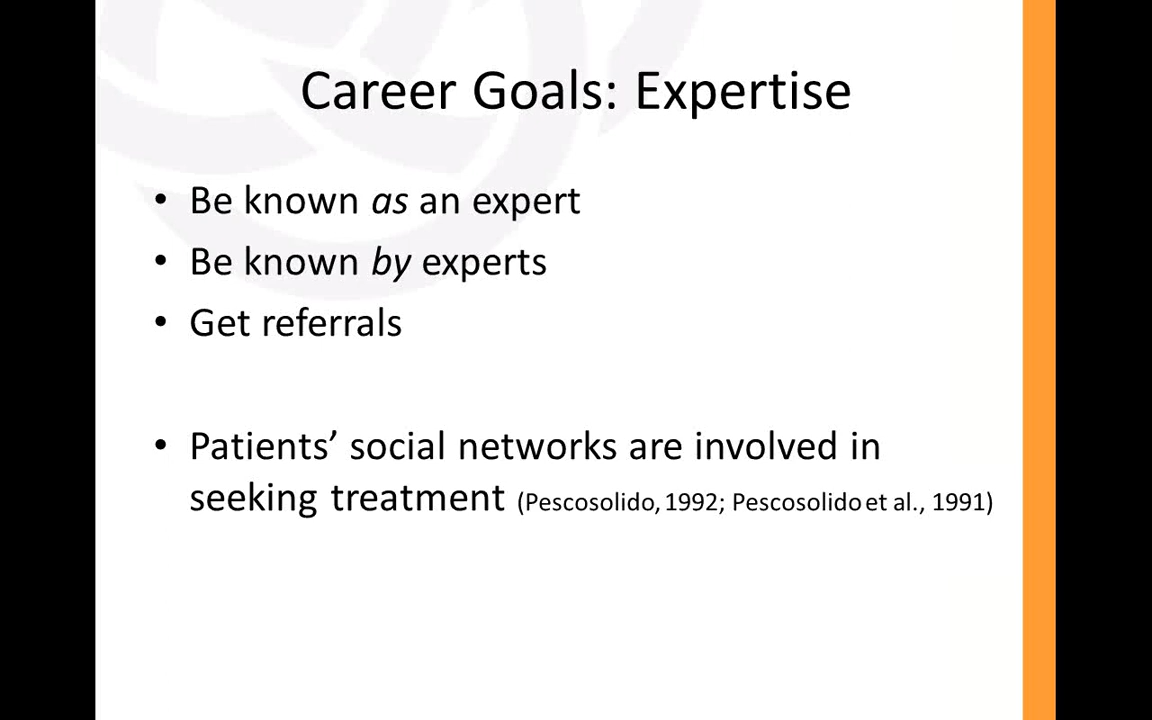 Career Goals: Expertise
• Be known as an expert
• Be known by experts
• Get referrals
• Patients’ social networks are involved in
seeking treatment (Pescosolido, 1992; Pescosolido et al., 1991)